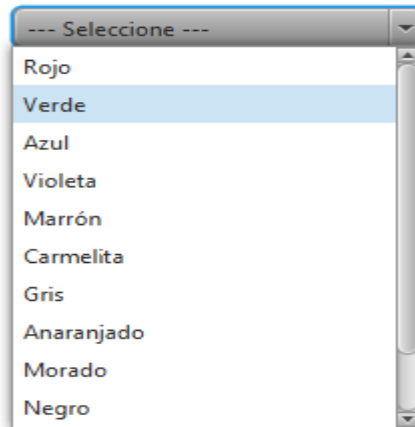 --- Seleccione ---
Rojo
Verde
Azul
Violeta
Marrón
Carmelita
Gris
Anaranjado
Morado
Negro